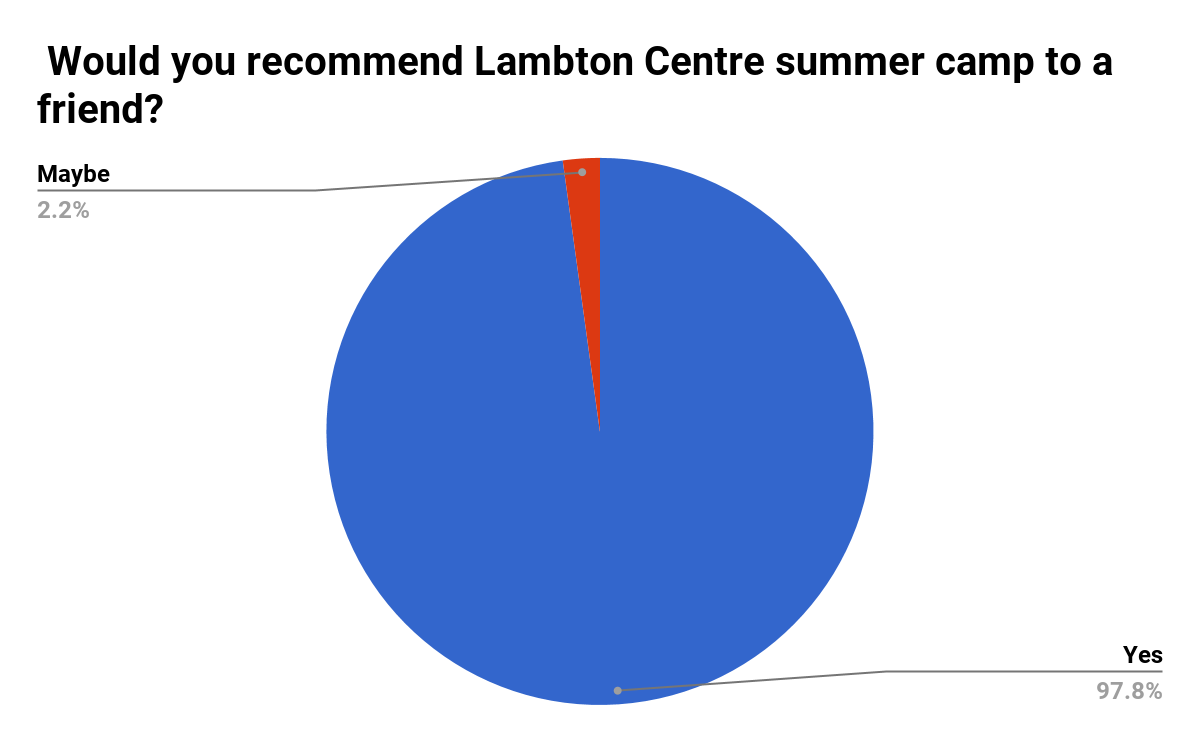 Would you recommend Lambton Centre summer camp to a
friend?
Maybe
2.2%
Yes
97.8%